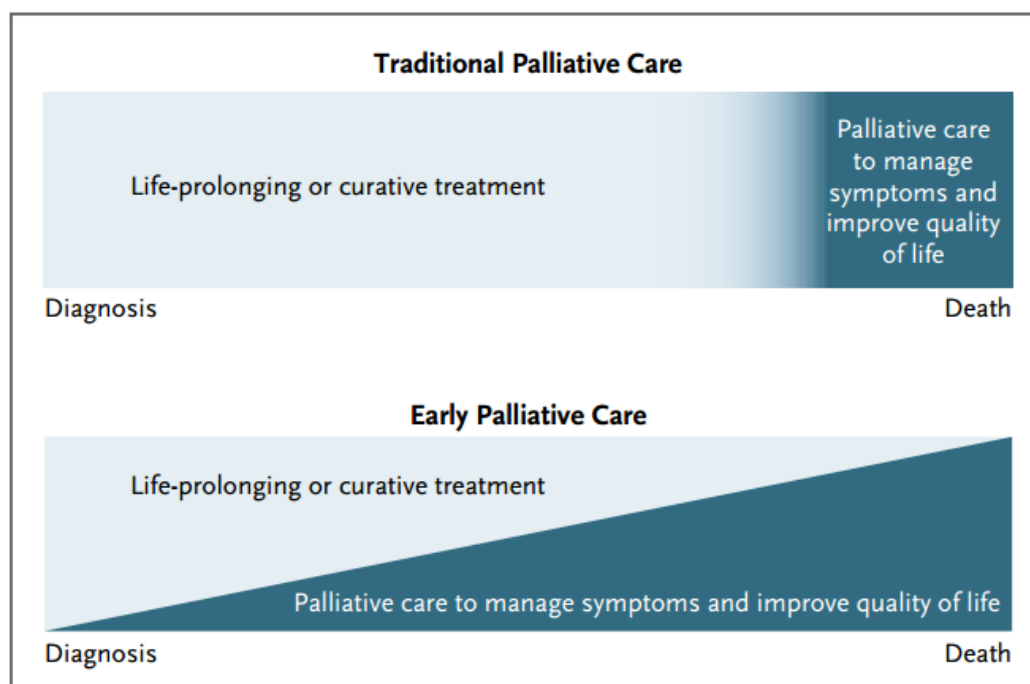 Traditional Palliative Care
Life-prolonging or curative treatment
Palliative care
to manage
symptoms and
improve quality
of life
Diagnosis
Death
Early Palliative Care
Life-prolonging or curative treatment
Palliative care to manage symptoms and improve quality of life
Diagnosis
Death